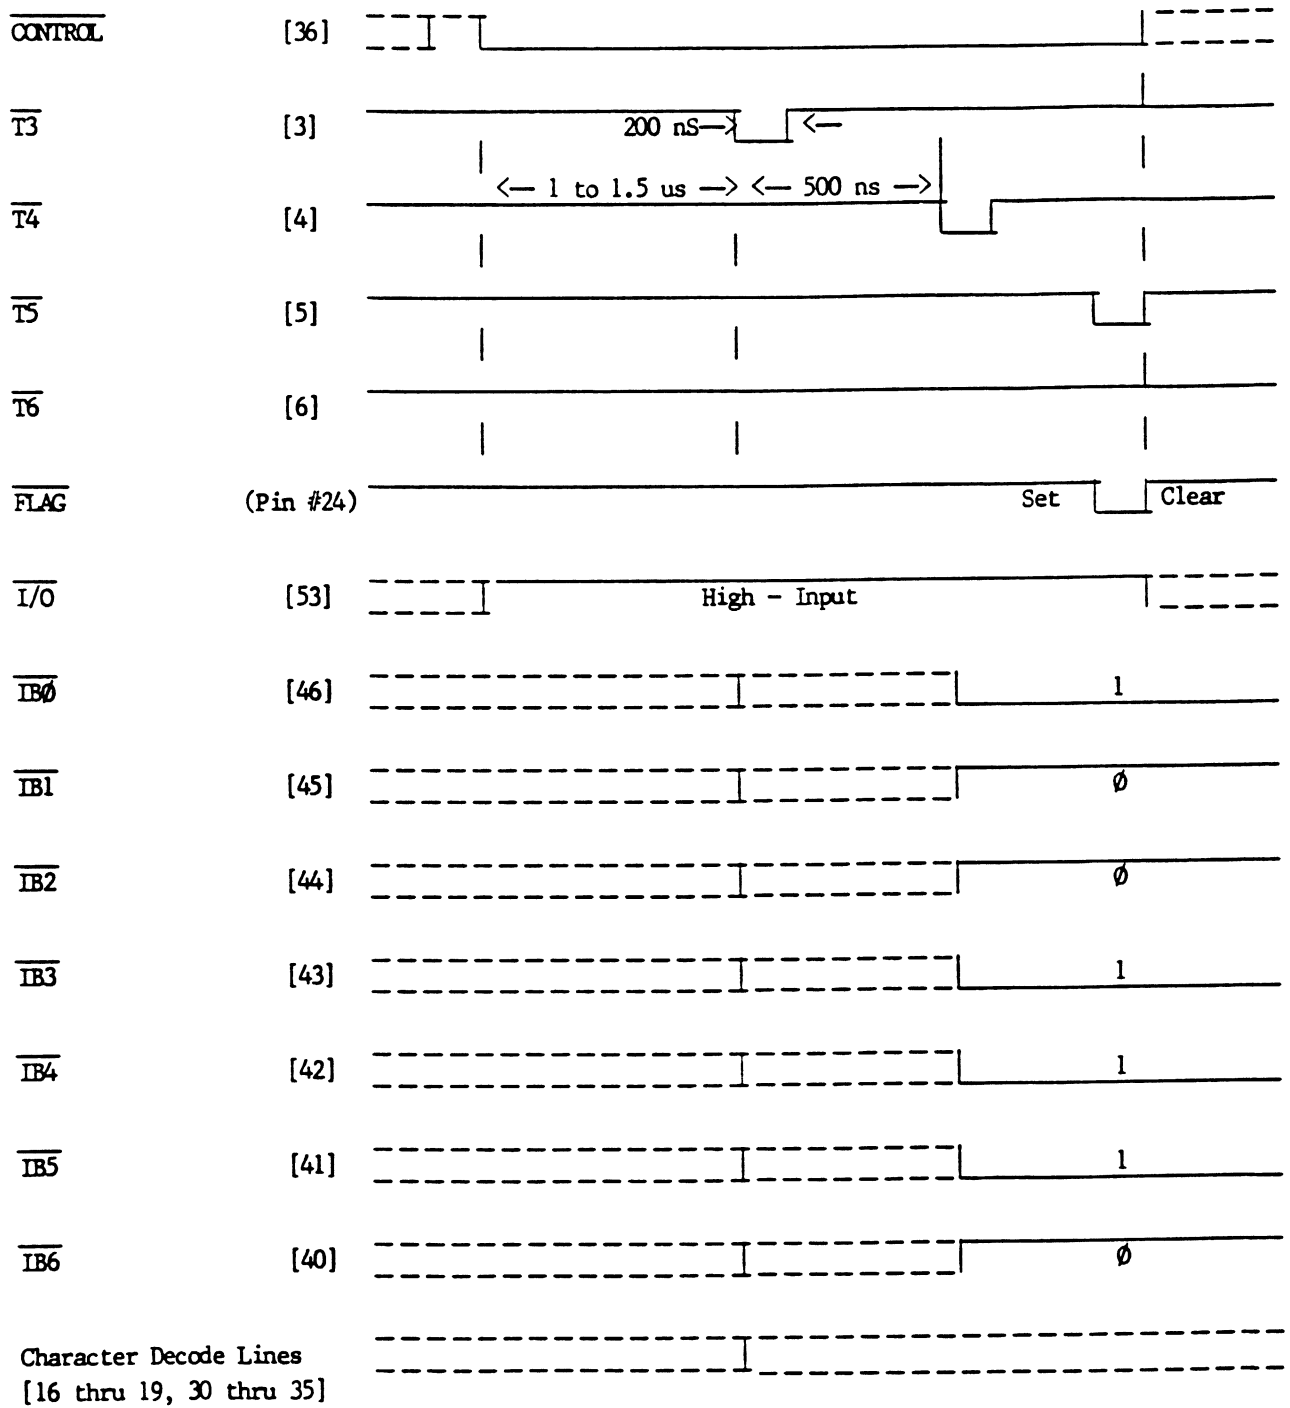 CONTROL [36]
T3 [3] 200 nS
1 to 1.5 us 500 ns
T4 [4]
T5 [5]
T6 [6]
FLAG (Pin #24) Set Clear
I/O [53] High - Input
IBØ [46] 1
IB1 [45] Ø
IB2 [44] Ø
IB3 [43] 1
IB4 [42] 1
IB5 [41] 1
IB6 [40] Ø
Character Decode Lines
[16 thru 19, 30 thru 35]